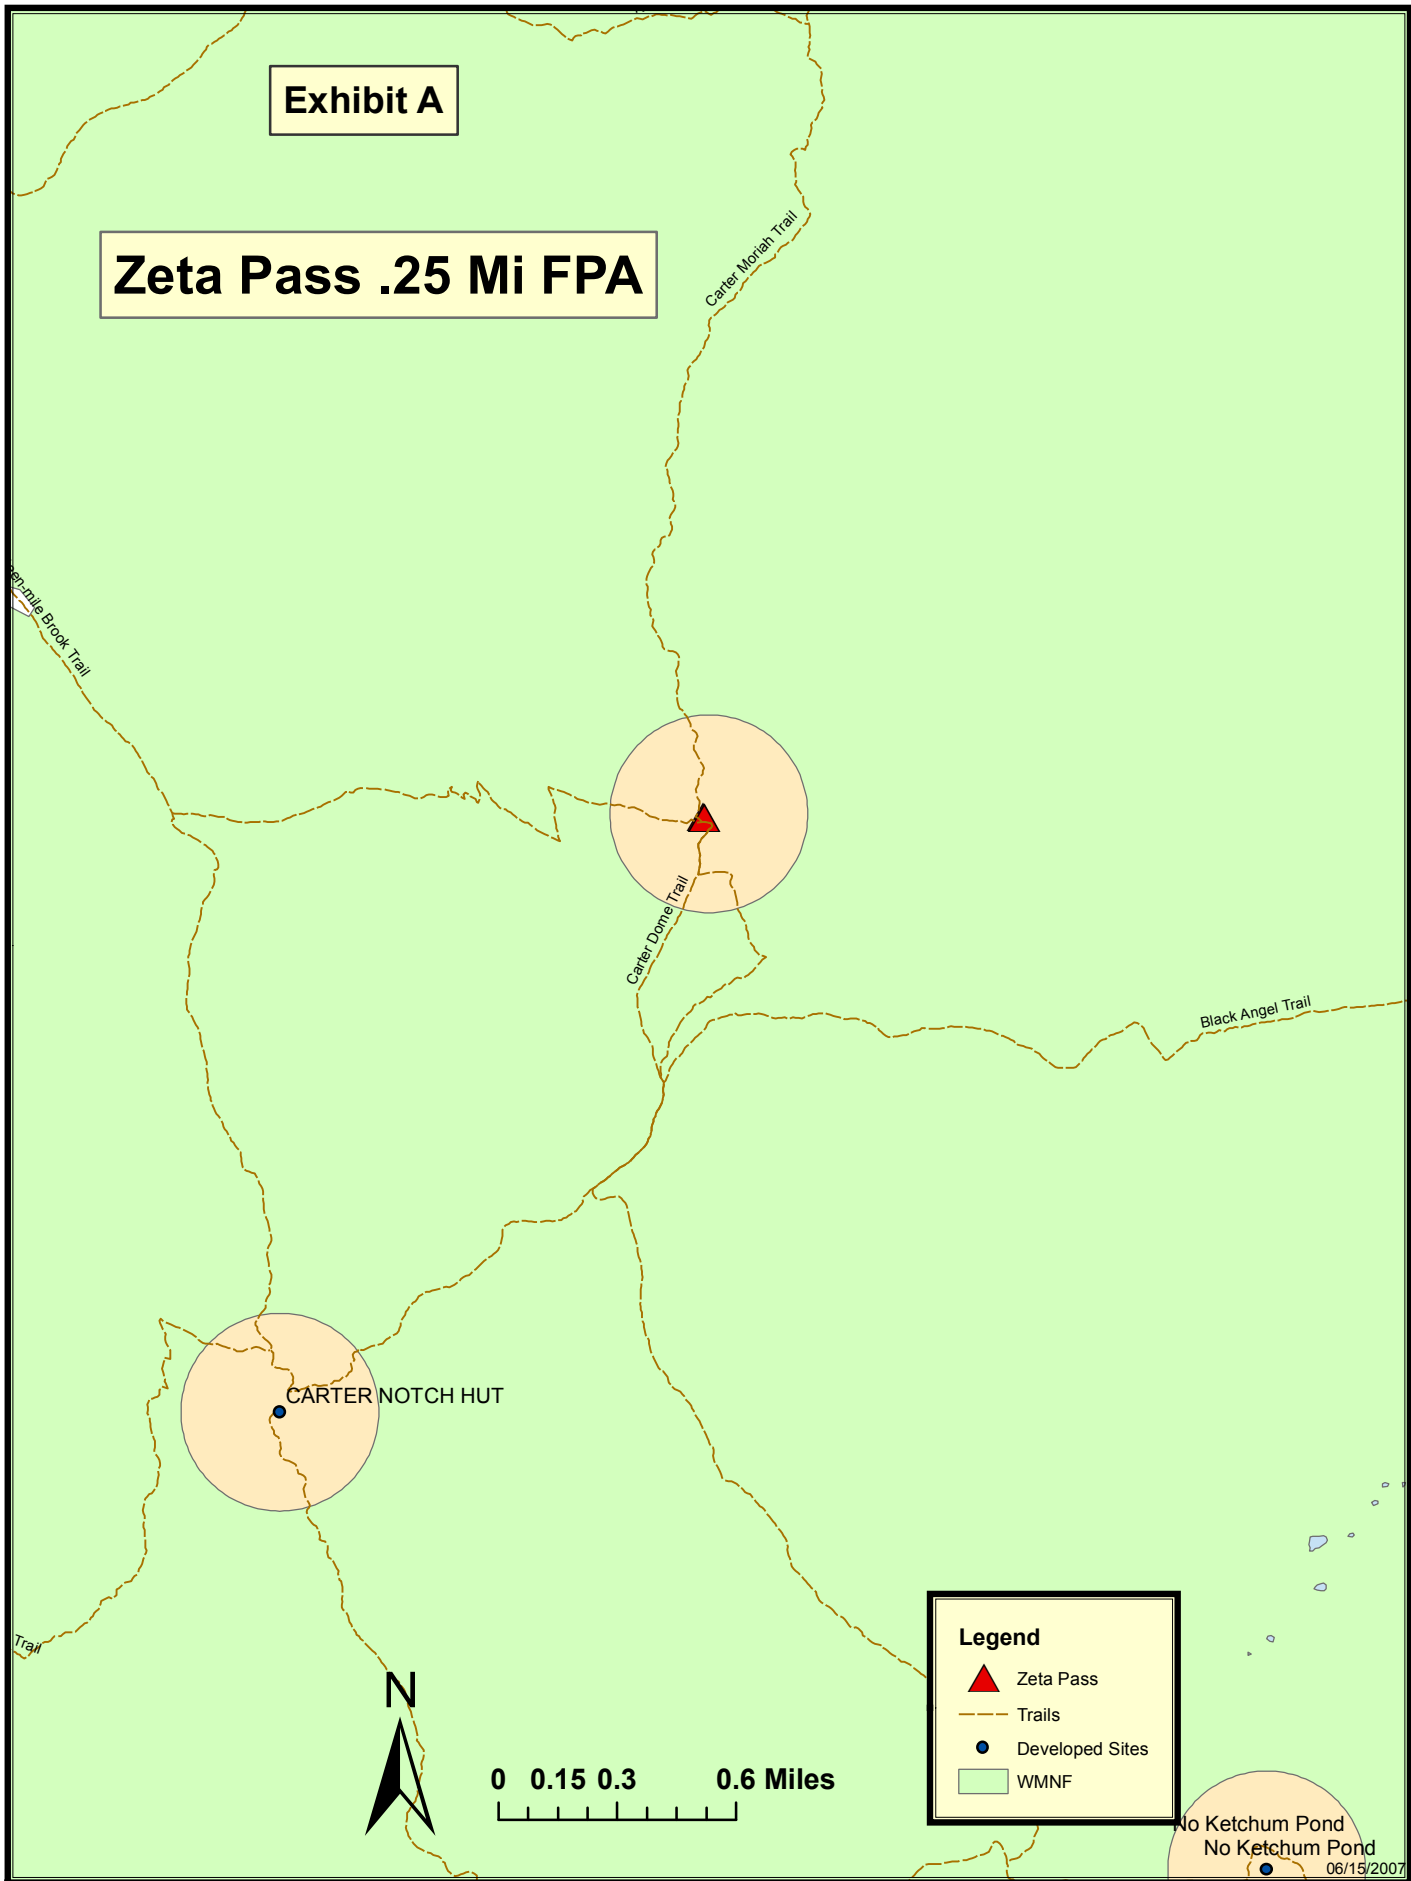 Exhibit A
Zeta Pass .25 Mi FPA
Carter Moriah Trail
en-mile Brook Trail
Carter Dome Trail
Black Angel Trail
CARTER NOTCH HUT
Trail
N
0 0.15 0.3 0.6 Miles
Legend
Zeta Pass
Trails
Developed Sites
WMNF
No Ketchum Pond
No Ketchum Pond
06/15/2007